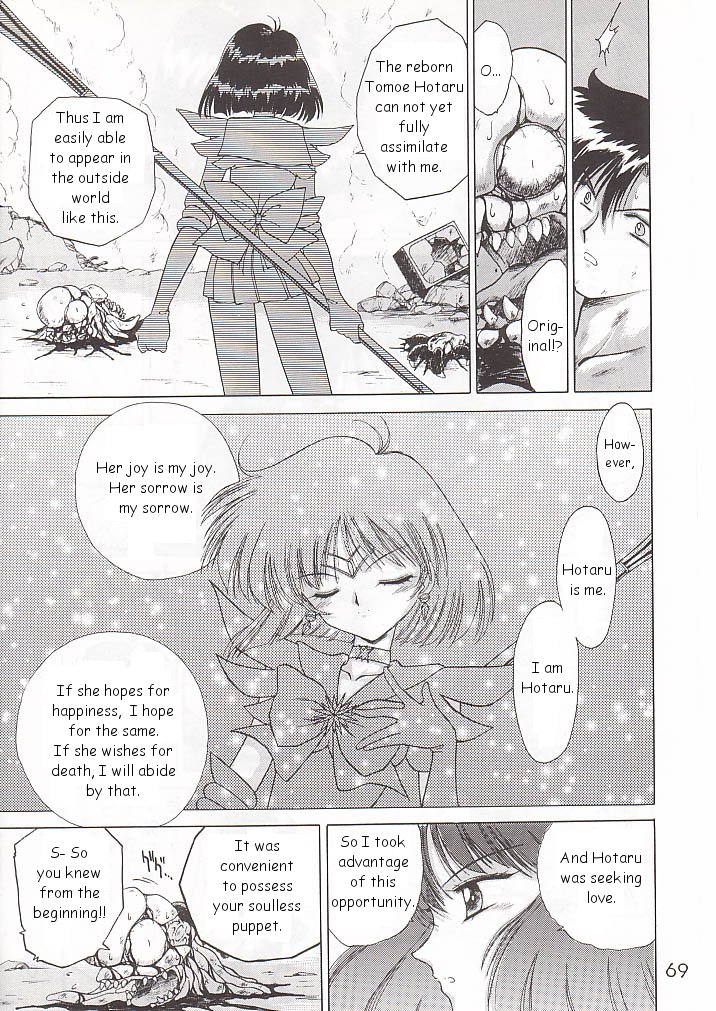 O...
Orig-
inal!?
The reborn
Tomoe Hotaru
can not yet
fully
assimilate
with me.
Thus I am
easily able
to appear in
the outside
world
like this.
How-
ever,
Hotaru
is me.
I am
Hotaru.
Her joy is my joy.
Her sorrow is
my sorrow.
If she hopes for
happiness, I hope
for the same.
If she wishes for
death, I will abide
by that.
And Hotaru
was seeking
love.
So I took
advantage
of this
opportunity.
It was
convenient
to possess
your soulless
puppet.
S- So
you knew
from the
beginning!!
69